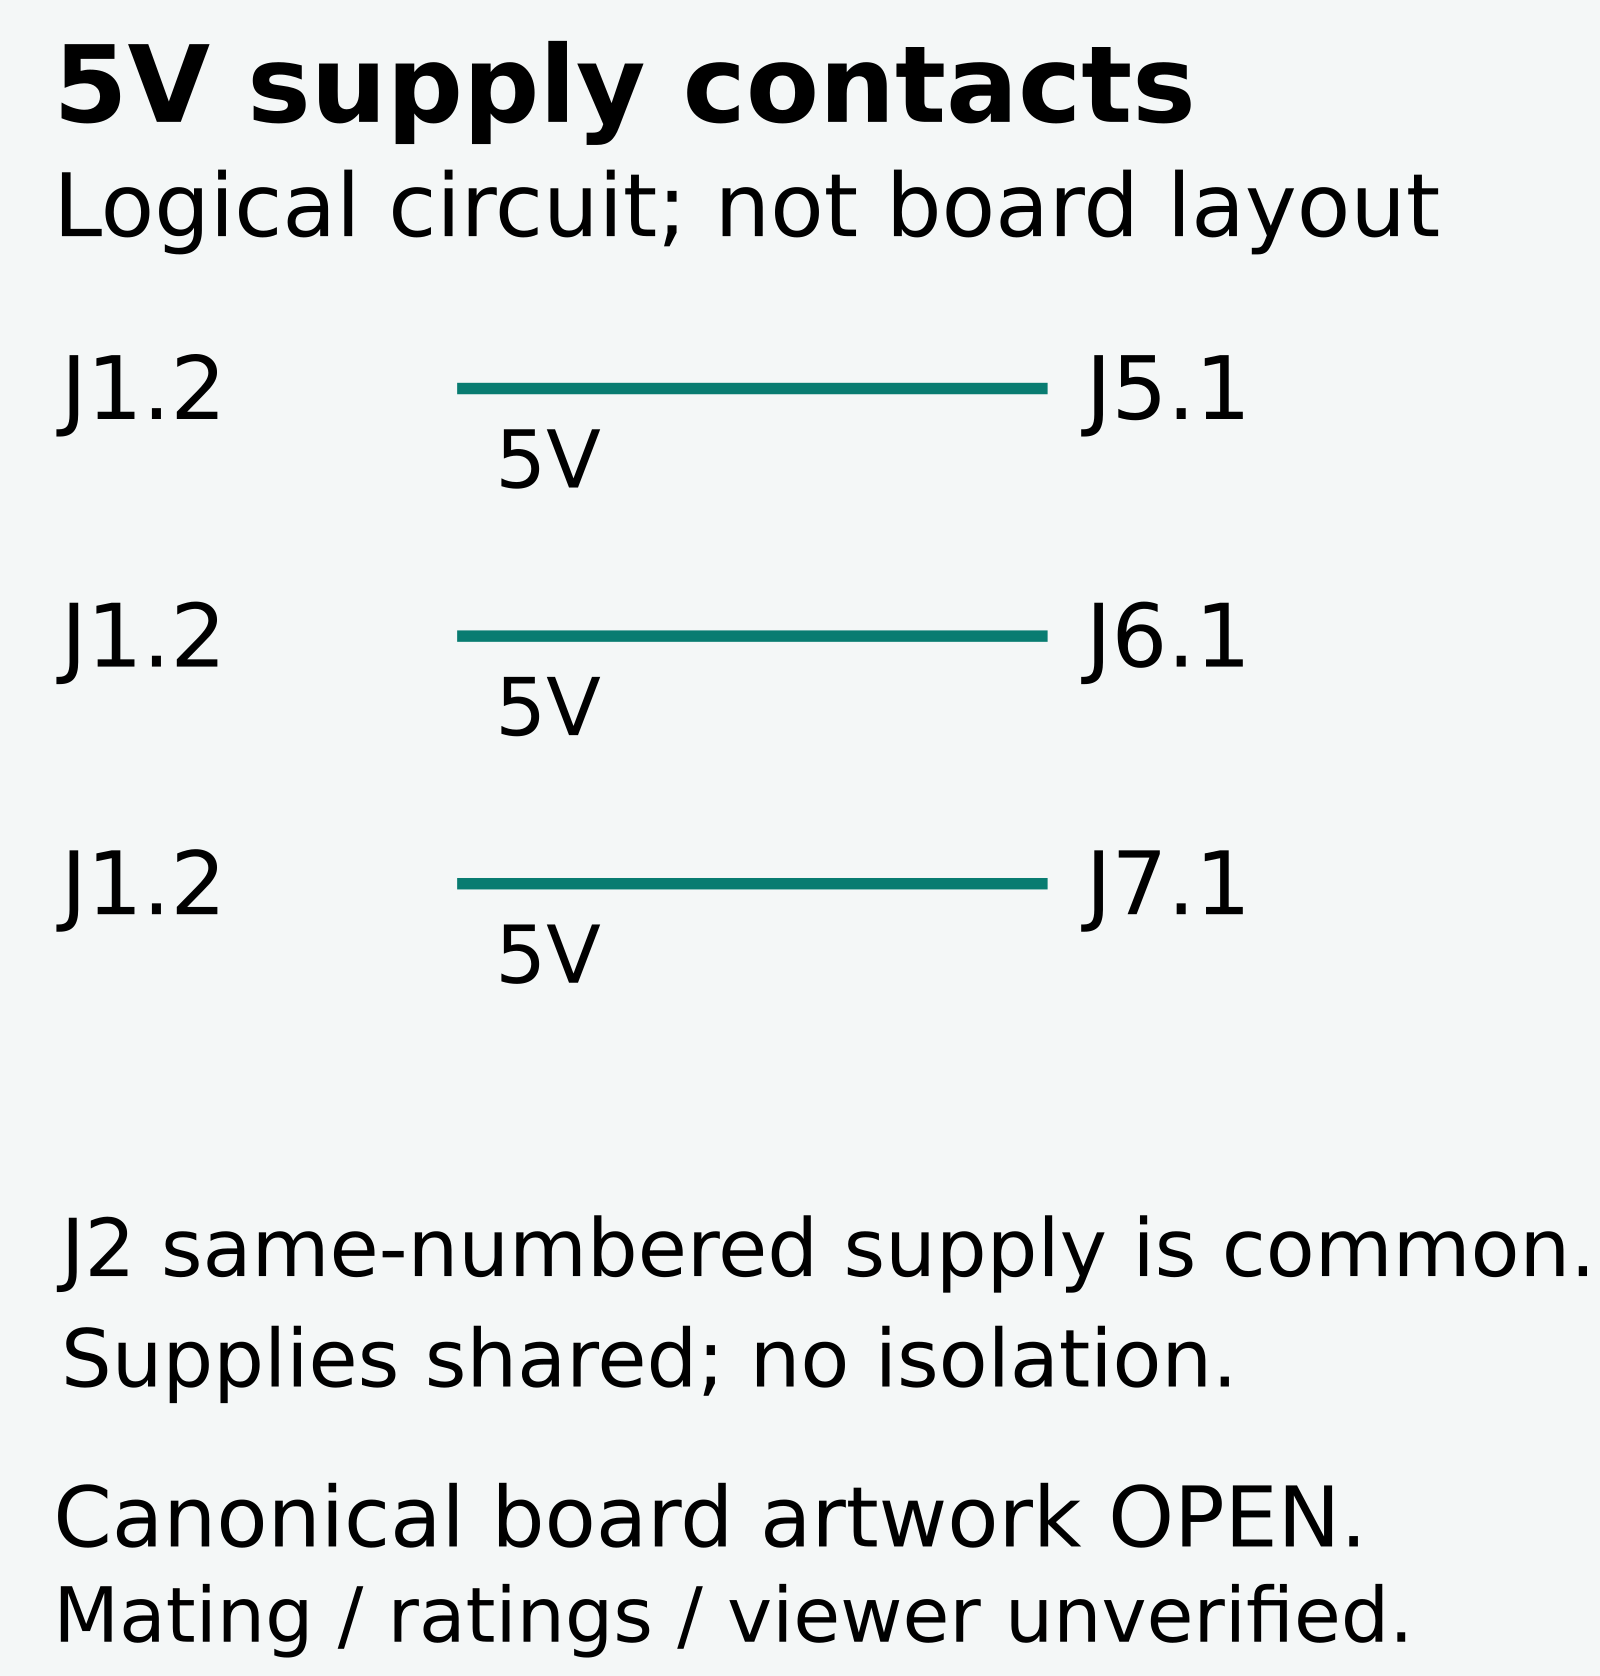 5V supply contacts
Logical circuit; not board layout
J1.2 J5.1
5V
J1.2 J6.1
5V
J1.2 J7.1
5V
J2 same-numbered supply is common.
Supplies shared; no isolation.
Canonical board artwork OPEN.
Mating / ratings / viewer unverified.